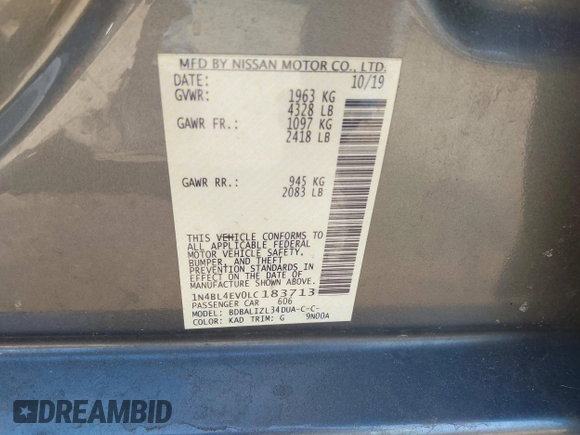 MFD BY NISSAN MOTOR CO., LTD.
DATE: 10/19
GVWR: 1963 KG
4328 LB
GAWR FR.: 1097 KG
2418 LB
GAWR RR.: 945 KG
2083 LB
THIS VEHICLE CONFORMS TO
ALL APPLICABLE FEDERAL
MOTOR VEHICLE SAFETY,
BUMPER, AND THEFT
PREVENTION STANDARDS IN
EFFECT ON THE DATE OF
MANUFACTURE SHOWN ABOVE.
1N4BL4EV0LC183713
PASSENGER CAR 606
MODEL: BDBALIZL34DUA-C-C-
COLOR: KAD TRIM: G 9N00A
DREAMBID